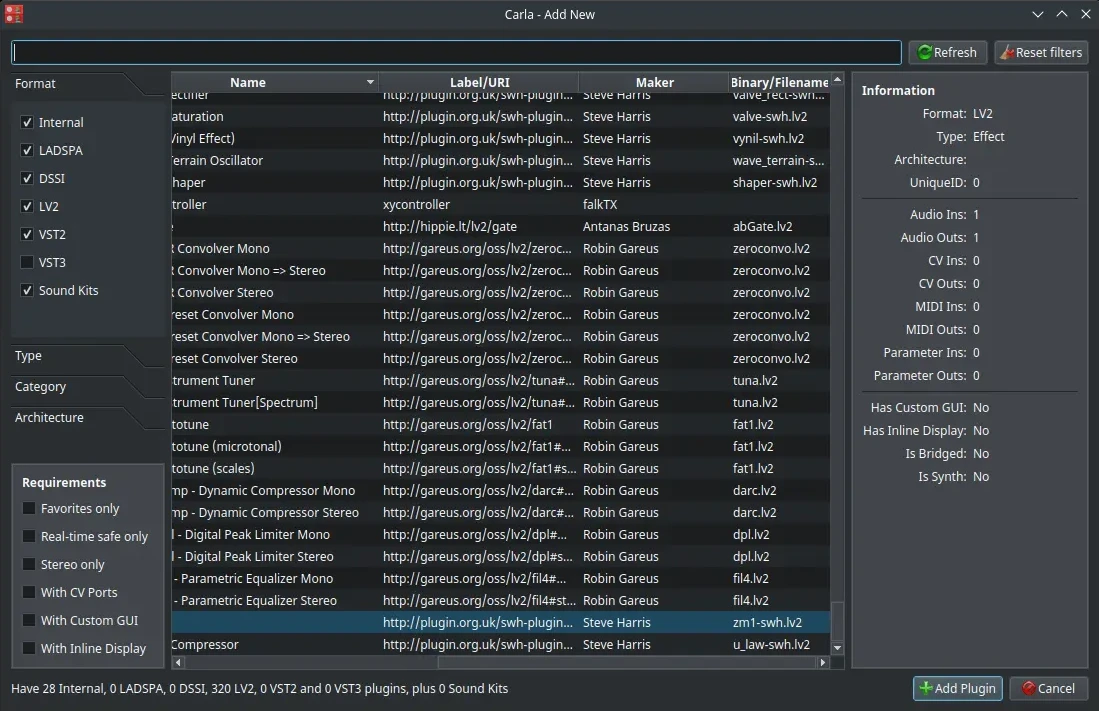 Carla - Add New
Refresh
Reset filters
Format
Internal
LADSPA
DSSI
LV2
VST2
VST3
Sound Kits
Type
Category
Architecture
Requirements
Favorites only
Real-time safe only
Stereo only
With CV Ports
With Custom GUI
With Inline Display
Name Label/URI Maker Binary/Filename
ectifier http://plugin.org.uk/swh-plugin... Steve Harris valve_rect-swh...
aturation http://plugin.org.uk/swh-plugin... Steve Harris valve-swh.lv2
Vinyl Effect) http://plugin.org.uk/swh-plugin... Steve Harris vynil-swh.lv2
Terrain Oscillator http://plugin.org.uk/swh-plugin... Steve Harris wave_terrain-s...
haper http://plugin.org.uk/swh-plugin... Steve Harris shaper-swh.lv2
troller xycontroller falkTX
http://hippie.lt/lv2/gate Antanas Bruzas abGate.lv2
R Convolver Mono http://gareus.org/oss/lv2/zeroc... Robin Gareus zeroconvo.lv2
R Convolver Mono => Stereo http://gareus.org/oss/lv2/zeroc... Robin Gareus zeroconvo.lv2
R Convolver Stereo http://gareus.org/oss/lv2/zeroc... Robin Gareus zeroconvo.lv2
reset Convolver Mono http://gareus.org/oss/lv2/zeroc... Robin Gareus zeroconvo.lv2
reset Convolver Mono => Stereo http://gareus.org/oss/lv2/zeroc... Robin Gareus zeroconvo.lv2
reset Convolver Stereo http://gareus.org/oss/lv2/zeroc... Robin Gareus zeroconvo.lv2
strument Tuner http://gareus.org/oss/lv2/tuna#... Robin Gareus tuna.lv2
strument Tuner[Spectrum] http://gareus.org/oss/lv2/tuna#... Robin Gareus tuna.lv2
totune http://gareus.org/oss/lv2/fat1 Robin Gareus fat1.lv2
totune (microtonal) http://gareus.org/oss/lv2/fat1#... Robin Gareus fat1.lv2
totune (scales) http://gareus.org/oss/lv2/fat1#s... Robin Gareus fat1.lv2
mp - Dynamic Compressor Mono http://gareus.org/oss/lv2/darc#... Robin Gareus darc.lv2
mp - Dynamic Compressor Stereo http://gareus.org/oss/lv2/darc#... Robin Gareus darc.lv2
l - Digital Peak Limiter Mono http://gareus.org/oss/lv2/dpl#... Robin Gareus dpl.lv2
l - Digital Peak Limiter Stereo http://gareus.org/oss/lv2/dpl#s... Robin Gareus dpl.lv2
- Parametric Equalizer Mono http://gareus.org/oss/lv2/fil4#... Robin Gareus fil4.lv2
- Parametric Equalizer Stereo http://gareus.org/oss/lv2/fil4#st... Robin Gareus fil4.lv2
http://plugin.org.uk/swh-plugin... Steve Harris zm1-swh.lv2
Compressor http://plugin.org.uk/swh-plugin... Steve Harris u_law-swh.lv2
Information
Format: LV2
Type: Effect
Architecture:
UniqueID: 0
Audio Ins: 1
Audio Outs: 1
CV Ins: 0
CV Outs: 0
MIDI Ins: 0
MIDI Outs: 0
Parameter Ins: 0
Parameter Outs: 0
Has Custom GUI: No
Has Inline Display: No
Is Bridged: No
Is Synth: No
Have 28 Internal, 0 LADSPA, 0 DSSI, 320 LV2, 0 VST2 and 0 VST3 plugins, plus 0 Sound Kits
Add Plugin
Cancel